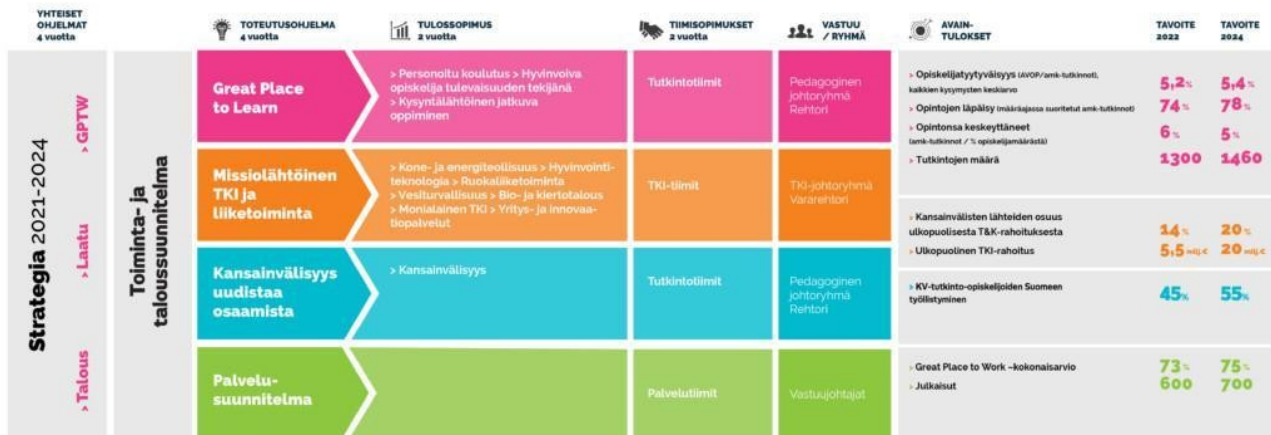 YHTEISET
OHJELMAT
4 vuotta
TOTEUTUSOHJELMA
4 vuotta
TULOSSOPIMUS
2 vuotta
TIIMISOPIMUKSET
2 vuotta
VASTUU
/ RYHMÄ
AVAIN-
TULOKSET
TAVOITE
2022
TAVOITE
2024
Strategia 2021-2024
> GPTW
> Laatu
> Talous
Toiminta- ja
taloussuunnitelma
Great Place
to Learn
> Personoitu koulutus > Hyvinvoiva
opiskelija tulevaisuuden tekijänä
> Kysyntälähtöinen jatkuva
oppiminen
Tutkintotiimit
Pedagoginen
johtoryhmä
Rehtori
> Opiskelijatyytyväisyys (AVOP/amk-tutkinnot),
kaikkien kysymysten keskiarvo
5,2 %
5,4 %
> Opintojen läpäisy (määräajassa suoritetut amk-tutkinnot)
74 %
78 %
> Opintonsa keskeyttäneet
(amk-tutkinnot / % opiskelijamäärästä)
6 %
5 %
> Tutkintojen määrä
1300
1460
Missiolähtöinen
TKI ja
liiketoiminta
> Kone- ja energiteollisuus > Hyvinvointi-
teknologia > Ruokaliiketoiminta
> Vesiturvallisuus > Bio- ja kiertotalous
> Monialainen TKI > Yritys- ja innovaa-
tiopalvelut
TKI-tiimit
TKI-johtoryhmä
Vararehtori
> Kansainvälisten lähteiden osuus
ulkopuolisesta T&K-rahoituksesta
14 %
20 %
> Ulkopuolinen TKI-rahoitus
5,5 milj.€
20 milj.€
Kansainvälisyys
uudistaa
osaamista
> Kansainvälisyys
Tutkintotiimit
Pedagoginen
johtoryhmä
Rehtori
> KV-tutkinto-opiskelijoiden Suomeen
työllistyminen
45%
55%
Palvelu-
suunnitelma
Palvelutiimit
Vastuujohtajat
> Great Place to Work –kokonaisarvio
73 %
75 %
> Julkaisut
600
700